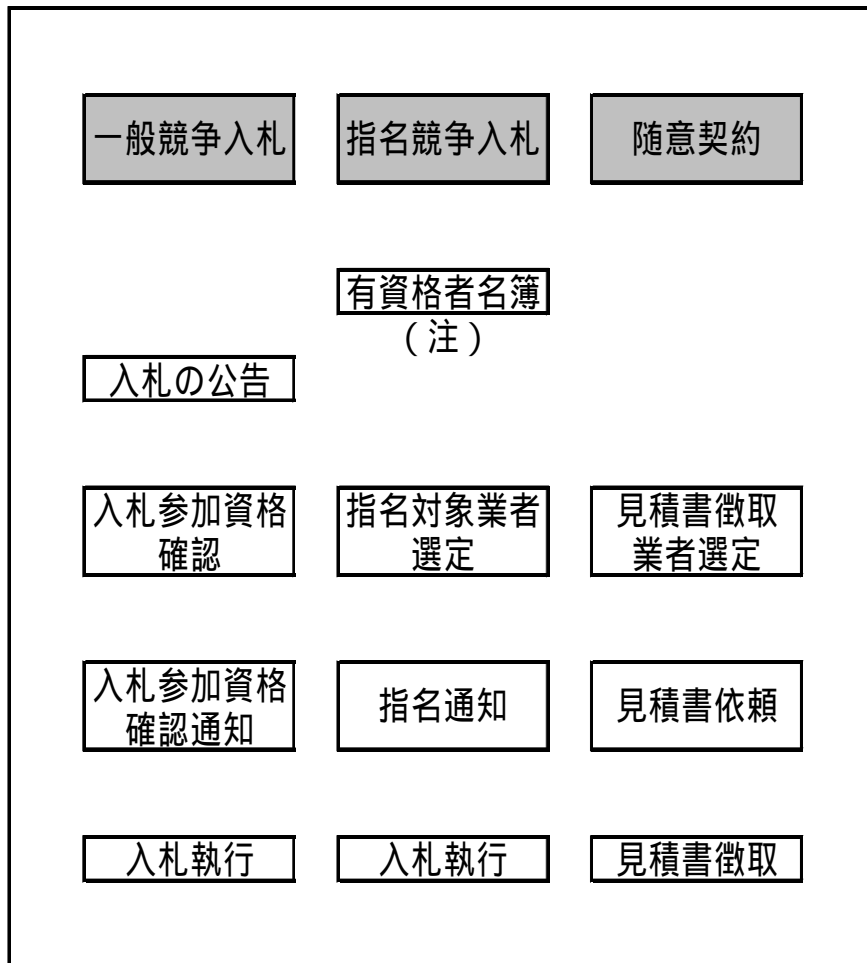 一般競争入札
指名競争入札
随意契約
有資格者名簿
（注）
入札の公告
入札参加資格
確認
指名対象業者
選定
見積書徴取
業者選定
入札参加資格
確認通知
指名通知
見積書依頼
入札執行
入札執行
見積書徴取